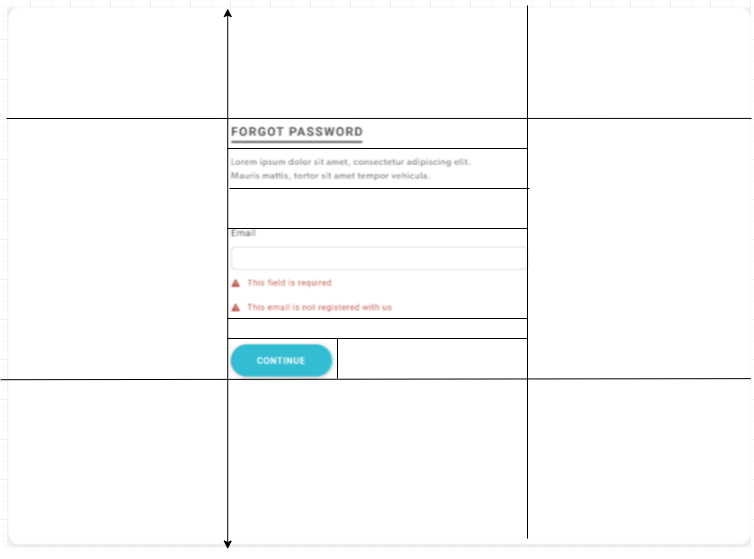 FORGOT PASSWORD
Lorem ipsum dolor sit amet, consectetur adipiscing elit.
Mauris mattis, tortor sit amet tempor vehicula.
Email
This field is required
This email is not registered with us
CONTINUE